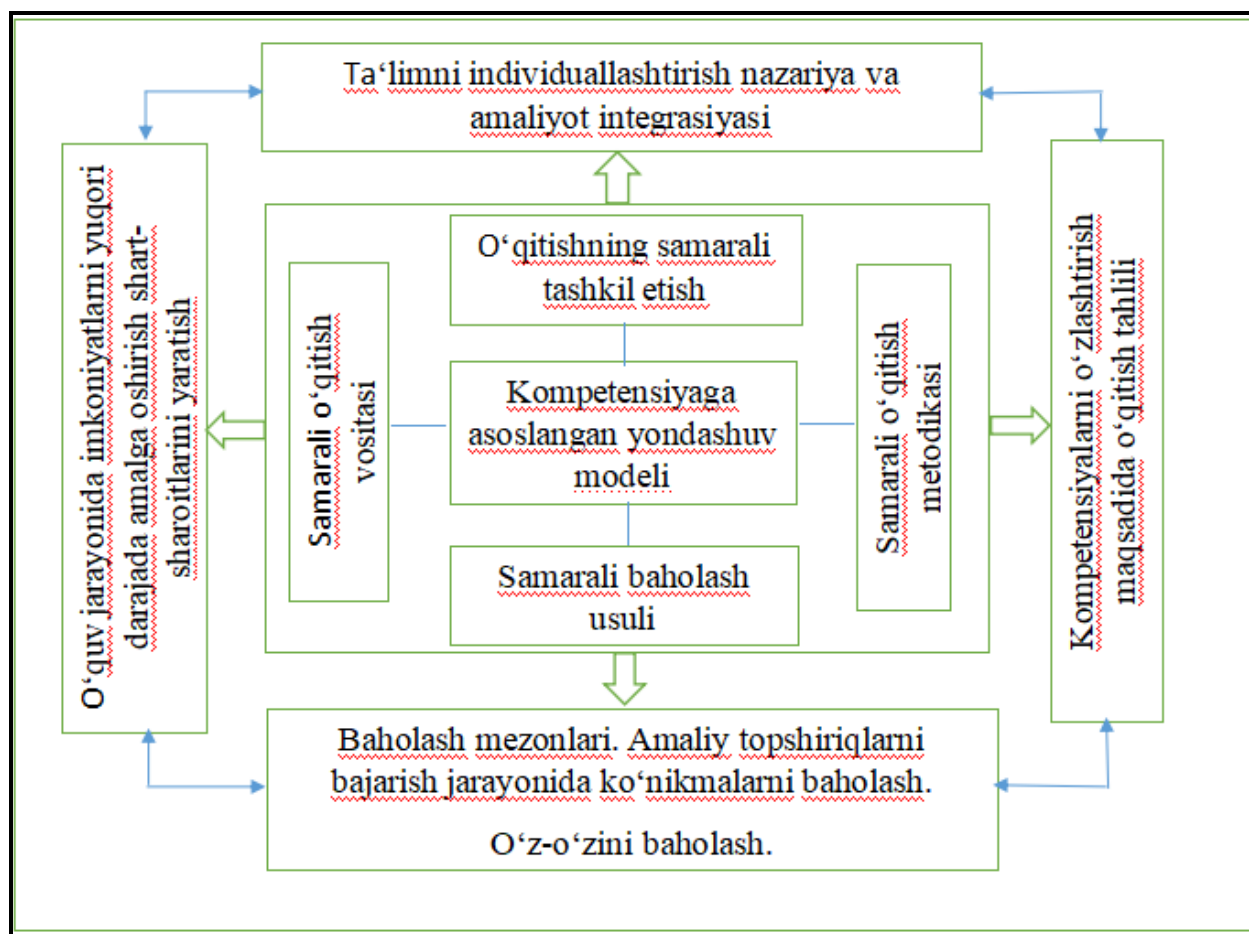 Ta‘limni individuallashtirish nazariya va
amaliyot integrasiyasi
O‘quv jarayonida imkoniyatlarni yuqori
darajada amalga oshirish shart-
sharoitlarini yaratish
Samarali o‘qitish
vositasi
O‘qitishning samarali
tashkil etish
Kompetensiyaga
asoslangan yondashuv
modeli
Samarali baholash
usuli
Samarali o‘qitish
metodikasi
Kompetensiyalarni o‘zlashtirish
maqsadida o‘qitish tahlili
Baholash mezonlari. Amaliy topshiriqlarni
bajarish jarayonida ko‘nikmalarni baholash.
O‘z-o‘zini baholash.